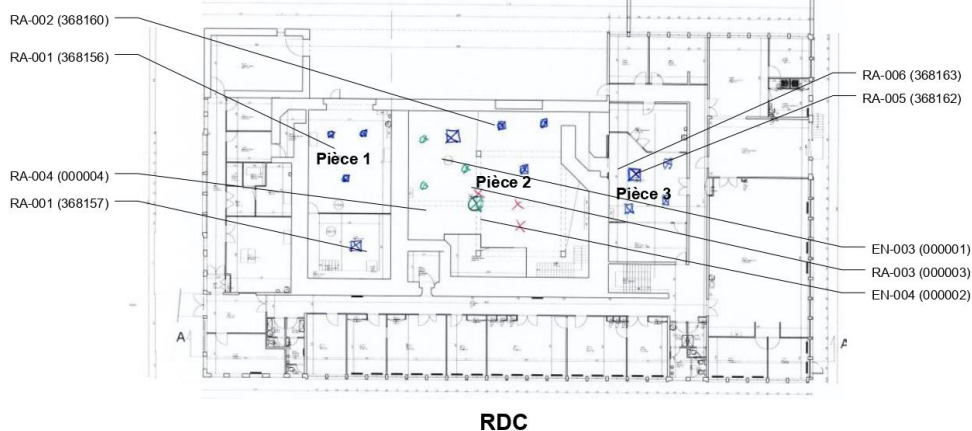 RA-002 (368160)
RA-001 (368156)
RA-004 (000004)
RA-001 (368157)
Pièce 1
Pièce 2
Pièce 3
RA-006 (368163)
RA-005 (368162)
EN-003 (000001)
RA-003 (000003)
EN-004 (000002)
A
A
RDC